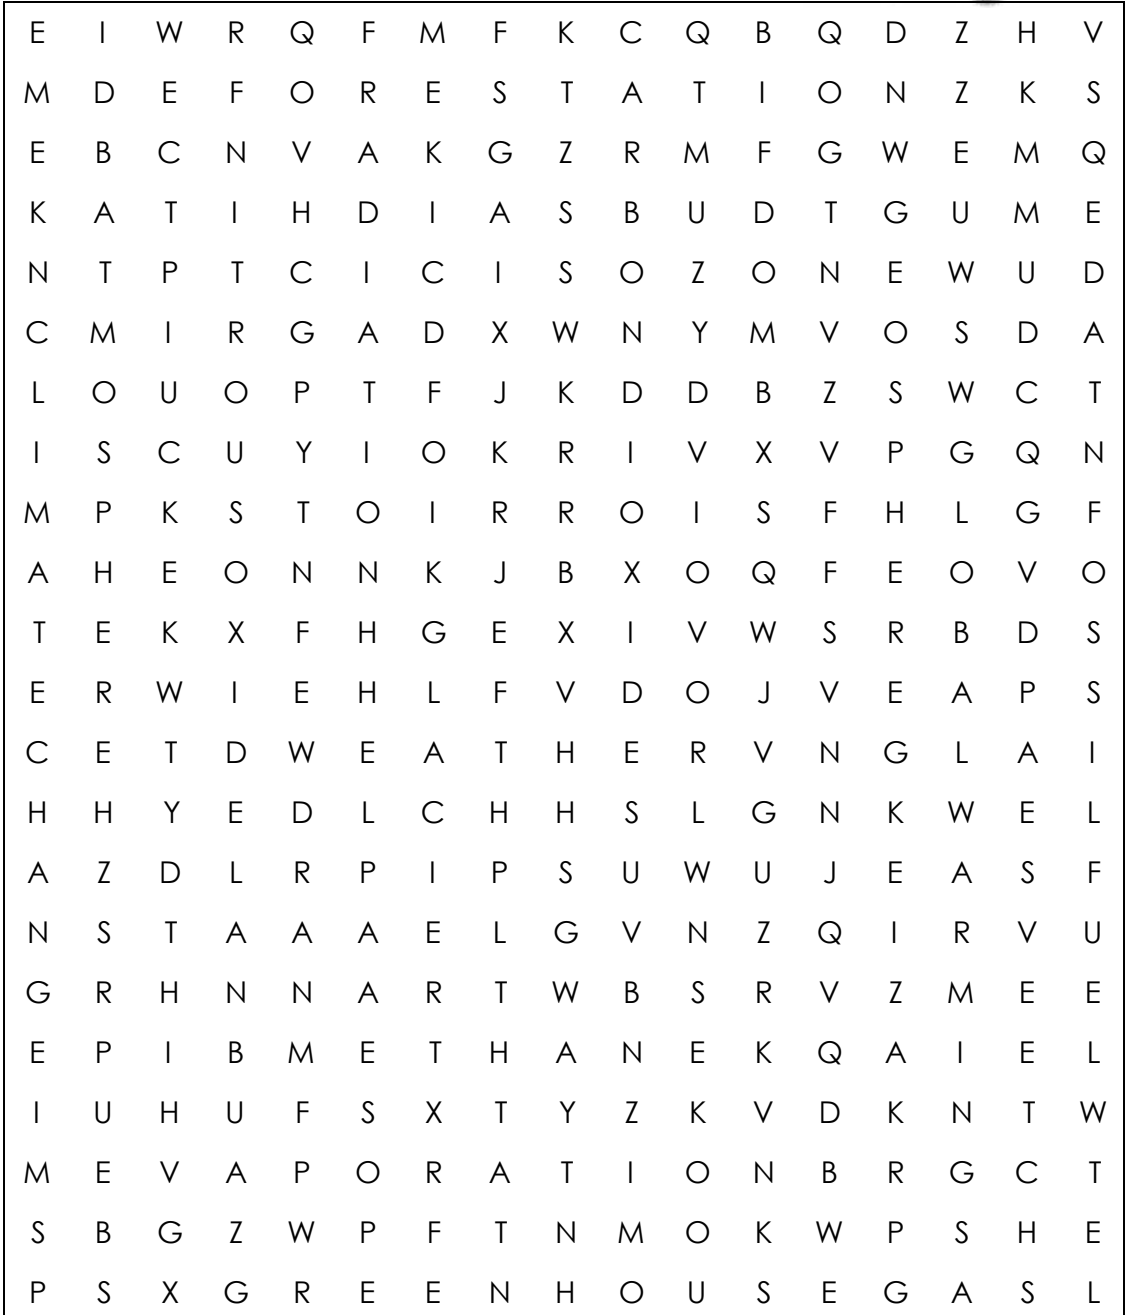 E I W R Q F M F K C Q B Q D Z H V
M D E F O R E S T A T I O N Z K S
E B C N V A K G Z R M F G W E M Q
K A T I H D I A S B U D T G U M E
N T P T C I C I S O Z O N E W U D
C M I R G A D X W N Y M V O S D A
L O U O P T F J K D D B Z S W C T
I S C U Y I O K R I V X V P G Q N
M P K S T O I R R O I S F H L G F
A H E O N N K J B X O Q F E O V O
T E K X F H G E X I V W S R B D S
E R W I E H L F V D O J V E A P S
C E T D W E A T H E R V N G L A I
H H Y E D L C H H S L G N K W E L
A Z D L R P I P S U W U J E A S F
N S T A A A E L G V N Z Q I R V U
G R H N N A R T W B S R V Z M E E
E P I B M E T H A N E K Q A I E L
I U H U F S X T Y Z K V D K N T W
M E V A P O R A T I O N B R G C T
S B G Z W P F T N M O K W P S H E
P S X G R E E N H O U S E G A S L